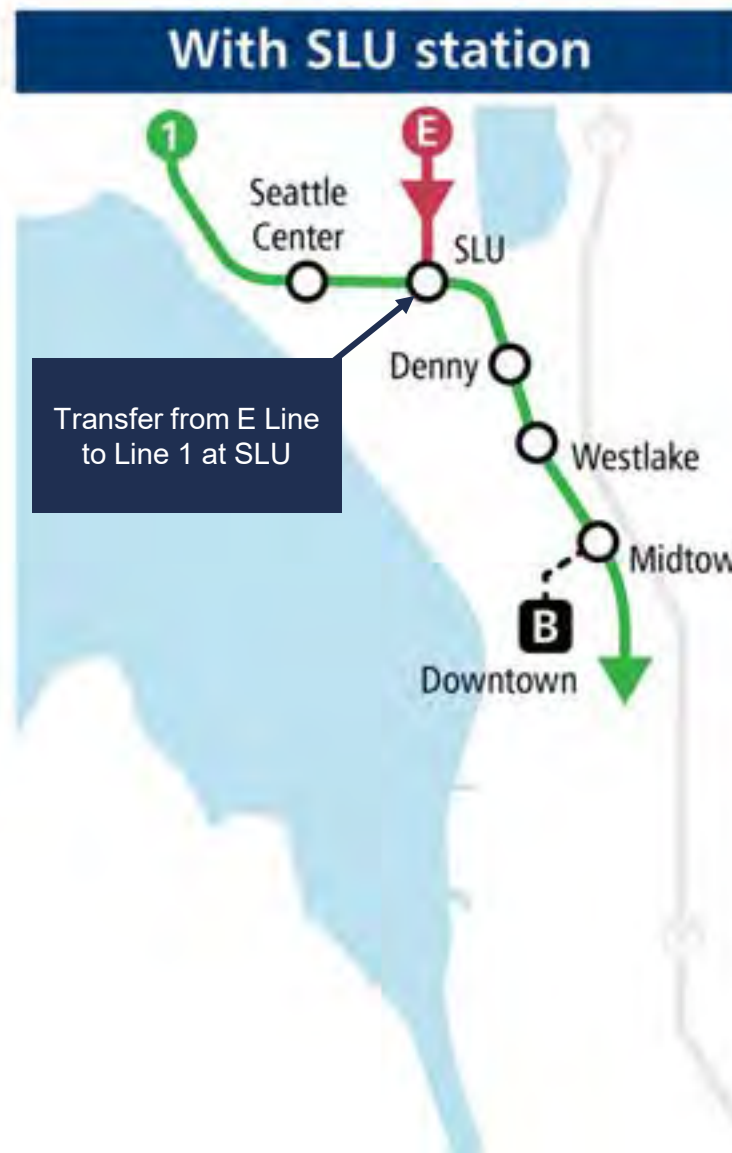 With SLU station
1
E
Seattle
Center
SLU
Denny
Transfer from E Line
to Line 1 at SLU
Westlake
Midtow
B
Downtown